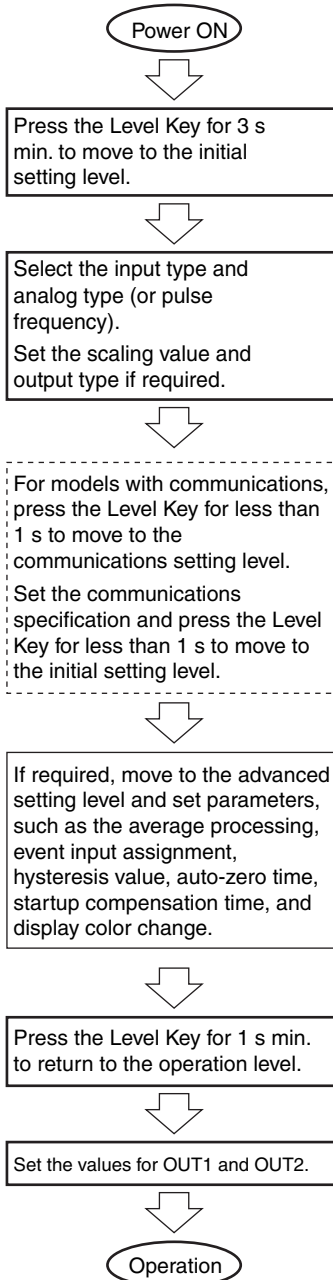 Power ON
Press the Level Key for 3 s
min. to move to the initial
setting level.
Select the input type and
analog type (or pulse
frequency).
Set the scaling value and
output type if required.
For models with communications,
press the Level Key for less than
1 s to move to the
communications setting level.
Set the communications
specification and press the Level
Key for less than 1 s to move to
the initial setting level.
If required, move to the advanced
setting level and set parameters,
such as the average processing,
event input assignment,
hysteresis value, auto-zero time,
startup compensation time, and
display color change.
Press the Level Key for 1 s min.
to return to the operation level.
Set the values for OUT1 and OUT2.
Operation